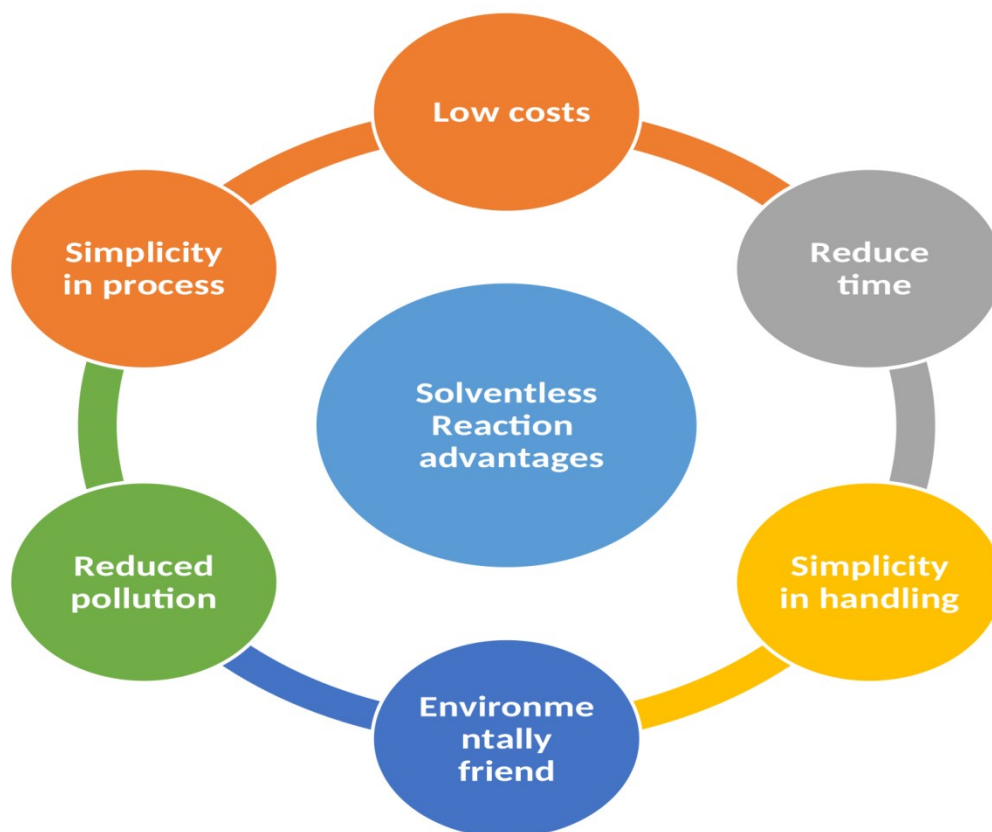 Low costs
Simplicity
in process
Reduce
time
Solventless
Reaction
advantages
Reduced
pollution
Simplicity
in handling
Environme
ntally
friend